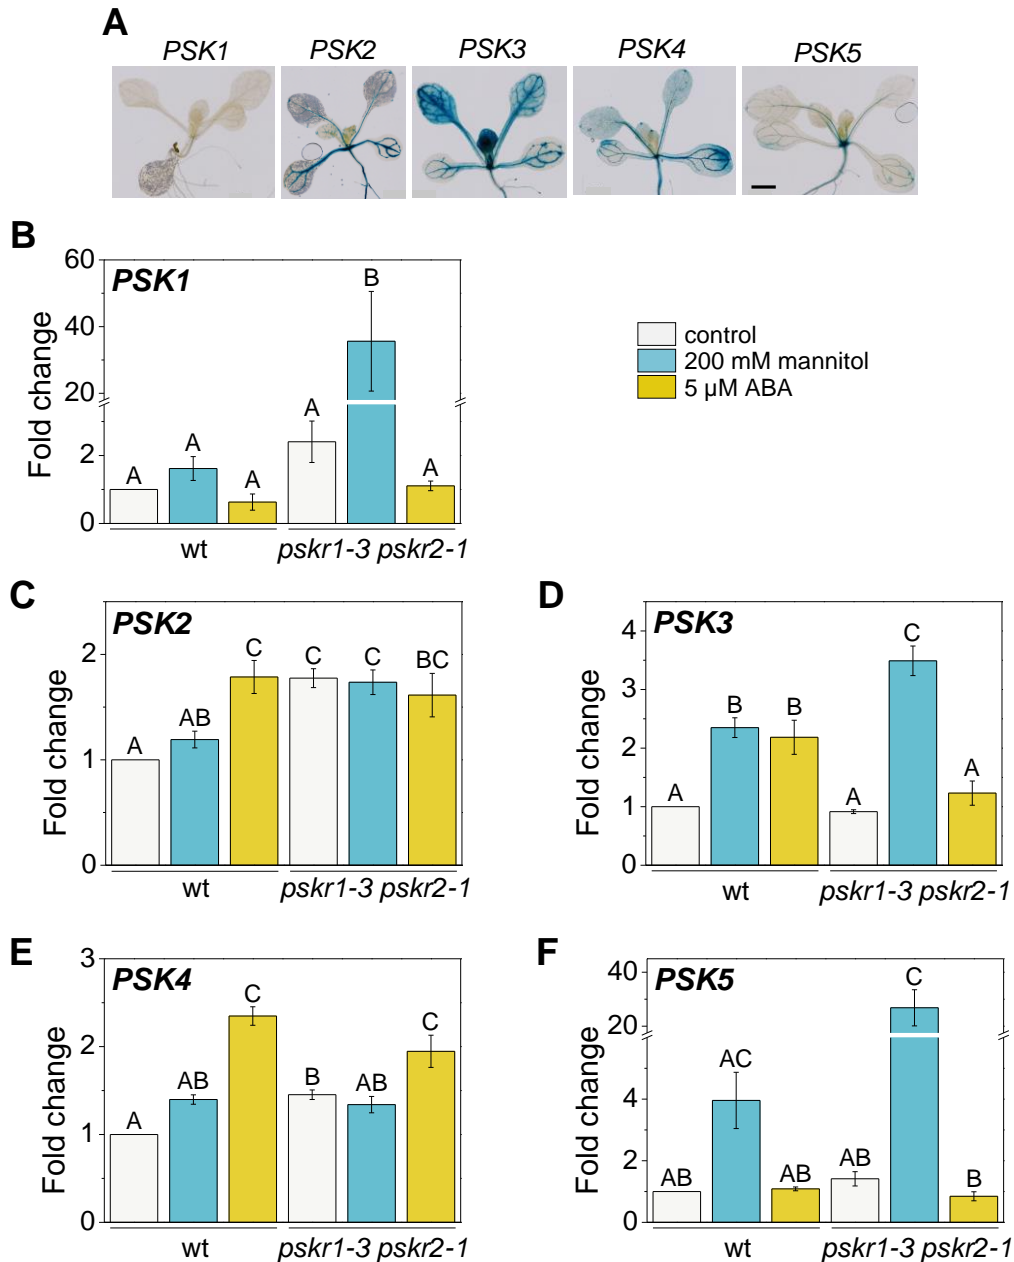 A
PSK1 PSK2 PSK3 PSK4 PSK5
B
PSK1
Fold change
60
40
20
2
0
A A A A B A
wt pskr1-3 pskr2-1
control
200 mM mannitol
5 µM ABA
C
PSK2
Fold change
2
1
0
A AB C C C BC
wt pskr1-3 pskr2-1
D
PSK3
Fold change
4
3
2
1
0
A B B A C A
wt pskr1-3 pskr2-1
E
PSK4
Fold change
3
2
1
0
A AB C B AB C
wt pskr1-3 pskr2-1
F
PSK5
Fold change
40
20
4
2
0
AB AC AB AB C B
wt pskr1-3 pskr2-1